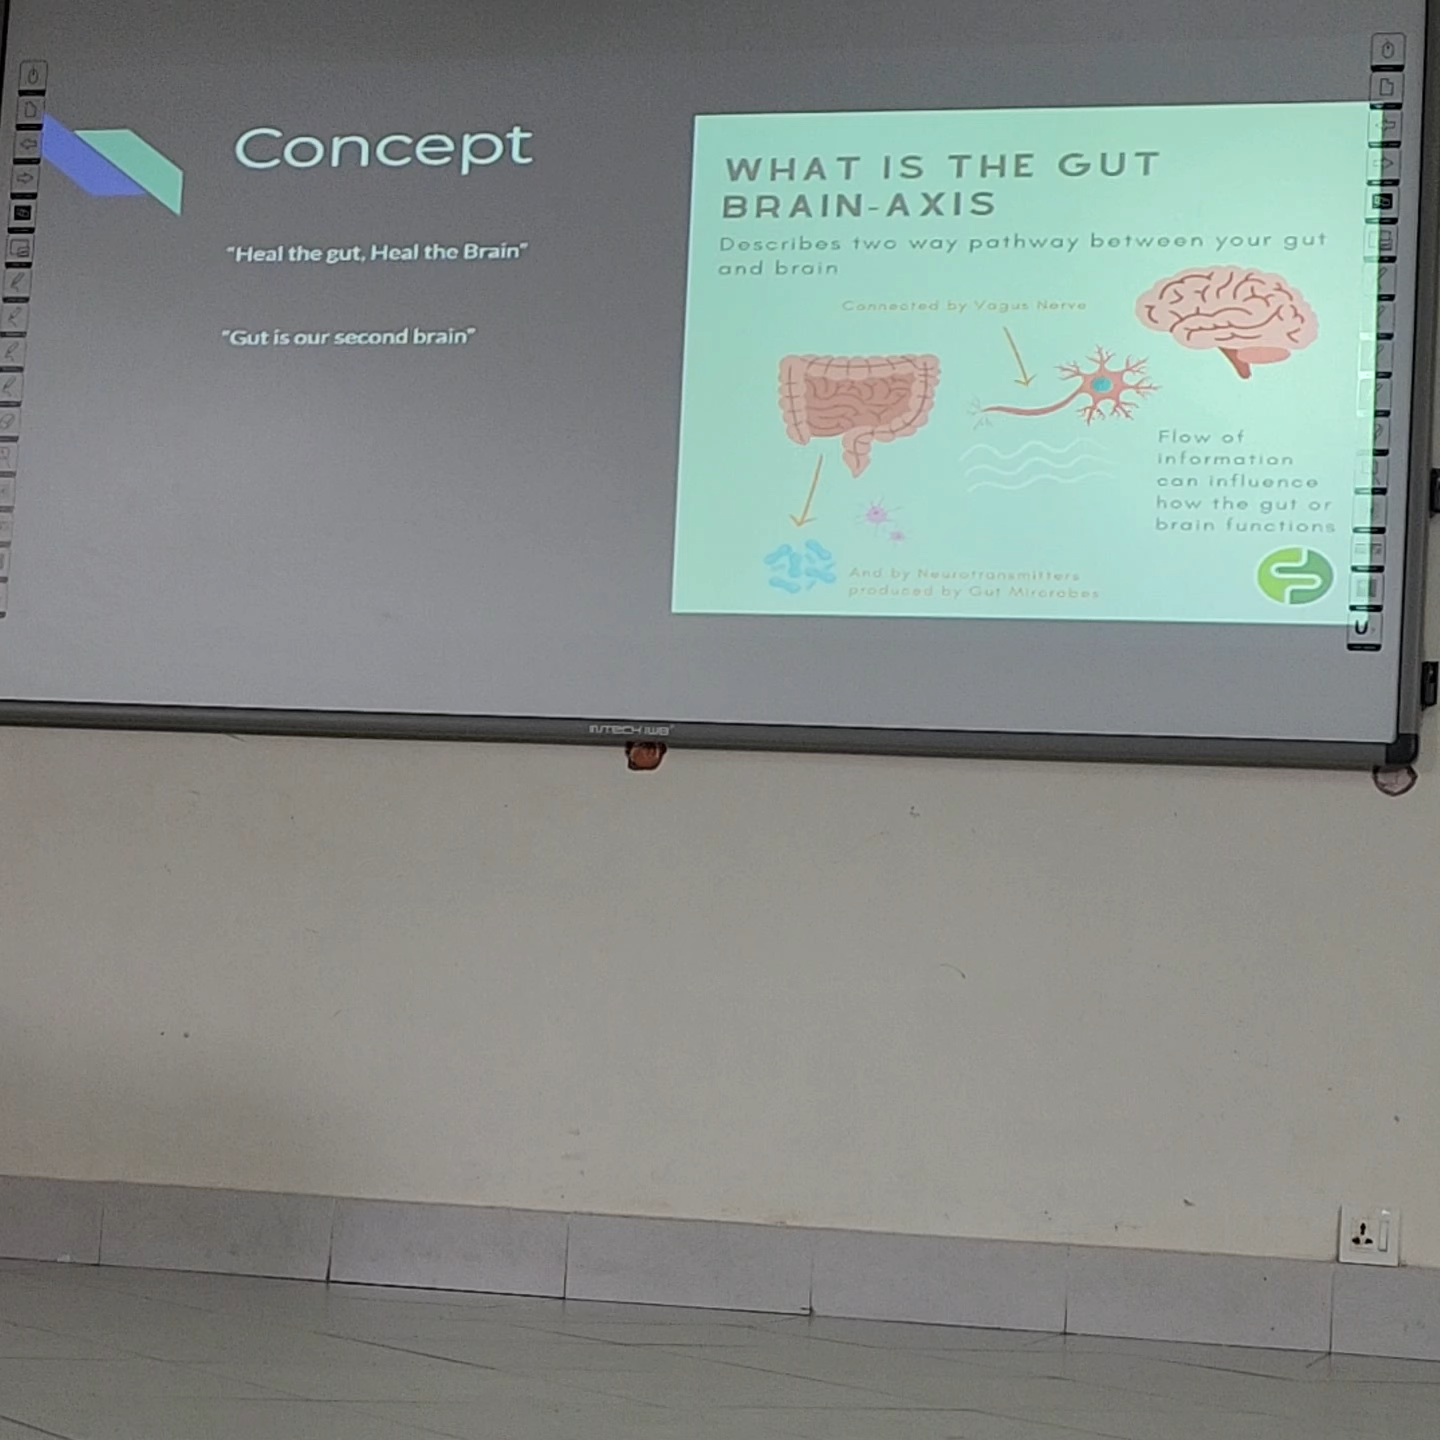 Concept
"Heal the gut, Heal the Brain"
"Gut is our second brain"
WHAT IS THE GUT
BRAIN-AXIS
Describes two way pathway between your gut
and brain
Connected by Vagus Nerve
Flow of
information
can influence
how the gut or
brain functions
And by Neurotransmitters
produced by Gut Mircrobes
INTECH IWB